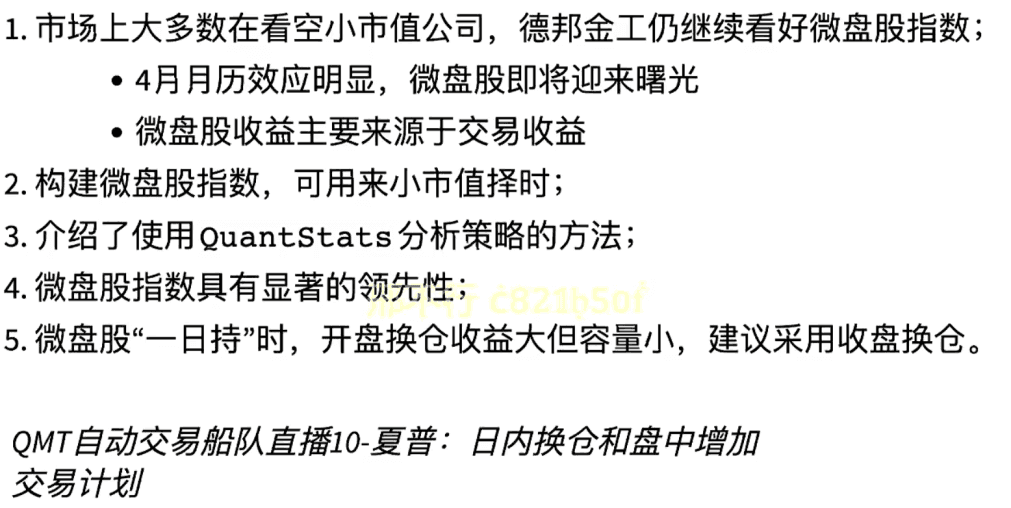 1. 市场上大多数在看空小市值公司，德邦金工仍继续看好微盘股指数；
• 4月月历效应明显，微盘股即将迎来曙光
• 微盘股收益主要来源于交易收益
2. 构建微盘股指数，可用来小市值择时；
3. 介绍了使用QuantStats分析策略的方法；
4. 微盘股指数具有显著的领先性；
5. 微盘股“一日持”时，开盘换仓收益大但容量小，建议采用收盘换仓。
QMT自动交易船队直播10-夏普：日内换仓和盘中增加
交易计划